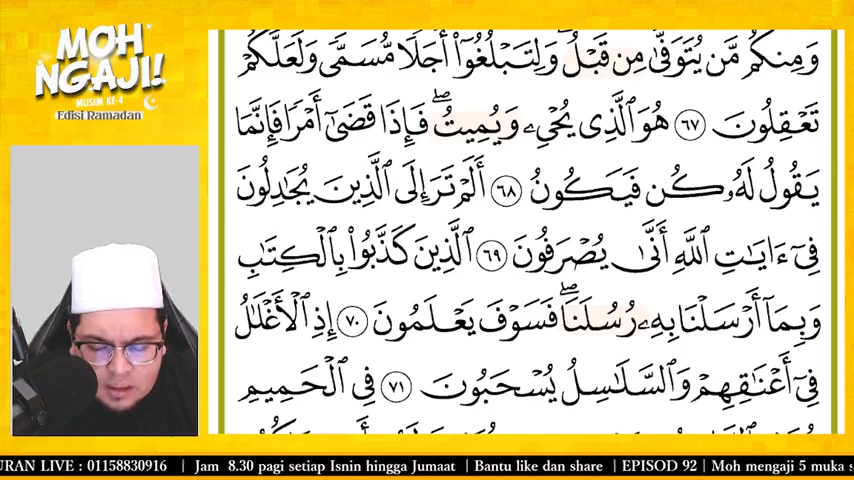 MOH
NGAJI!
MUSIM KE-4
Edisi Ramadan
وَمِنكُم مَّن يُتَوَفَّىٰ مِن قَبْلُ وَلِتَبْلُغُوٓا۟ أَجَلًا مُّسَمًّى وَلَعَلَّكُمْ
تَعْقِلُونَ ٦٧ هُوَ ٱلَّذِى يُحْىِۦ وَيُمِيتُ ۖ فَإِذَا قَضَىٰٓ أَمْرًا فَإِنَّمَا
يَقُولُ لَهُۥ كُن فَيَكُونُ ٦٨ أَلَمْ تَرَ إِلَى ٱلَّذِينَ يُجَـٰدِلُونَ
فِىٓ ءَايَـٰتِ ٱللَّهِ أَنَّىٰ يُصْرَفُونَ ٦٩ ٱلَّذِينَ كَذَّبُوا۟ بِٱلْكِتَـٰبِ
وَبِمَآ أَرْسَلْنَا بِهِۦ رُسُلَنَا ۖ فَسَوْفَ يَعْلَمُونَ ٧٠ إِذِ ٱلْأَغْلَـٰلُ
فِىٓ أَعْنَـٰقِهِمْ وَٱلسَّلَـٰسِلُ يُسْحَبُونَ ٧١ فِى ٱلْحَمِيمِ
URAN LIVE : 01158830916 | Jam 8.30 pagi setiap Isnin hingga Jumaat | Bantu like dan share | EPISOD 92 | Moh mengaji 5 muka s